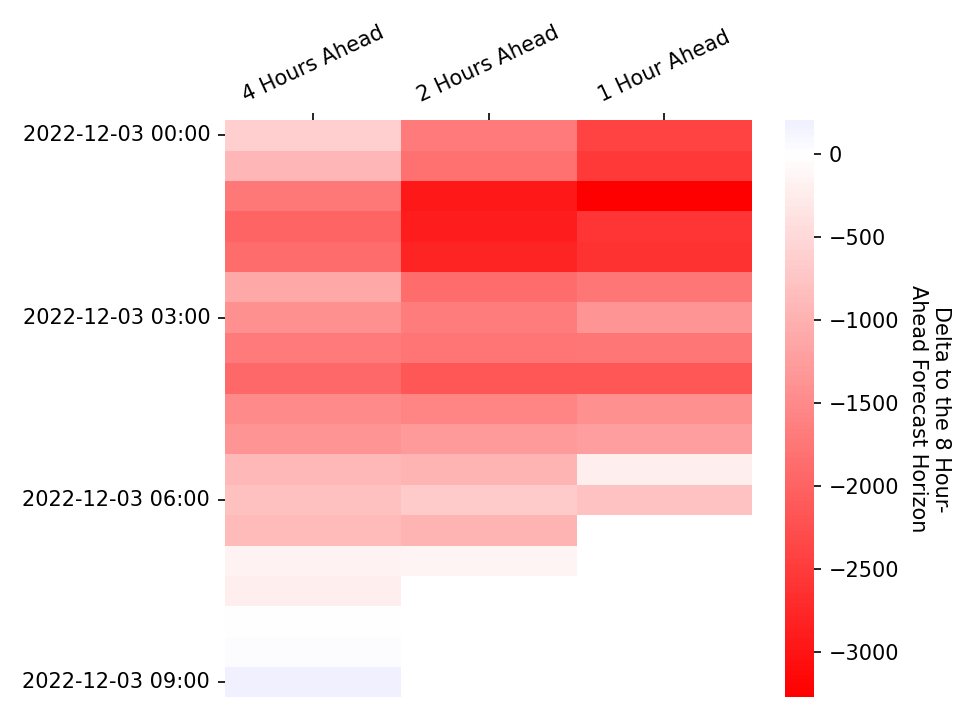 4 Hours Ahead
2 Hours Ahead
1 Hour Ahead
2022-12-03 00:00
2022-12-03 03:00
2022-12-03 06:00
2022-12-03 09:00
0
−500
−1000
−1500
−2000
−2500
−3000
Delta to the 8 Hour-
Ahead Forecast Horizon